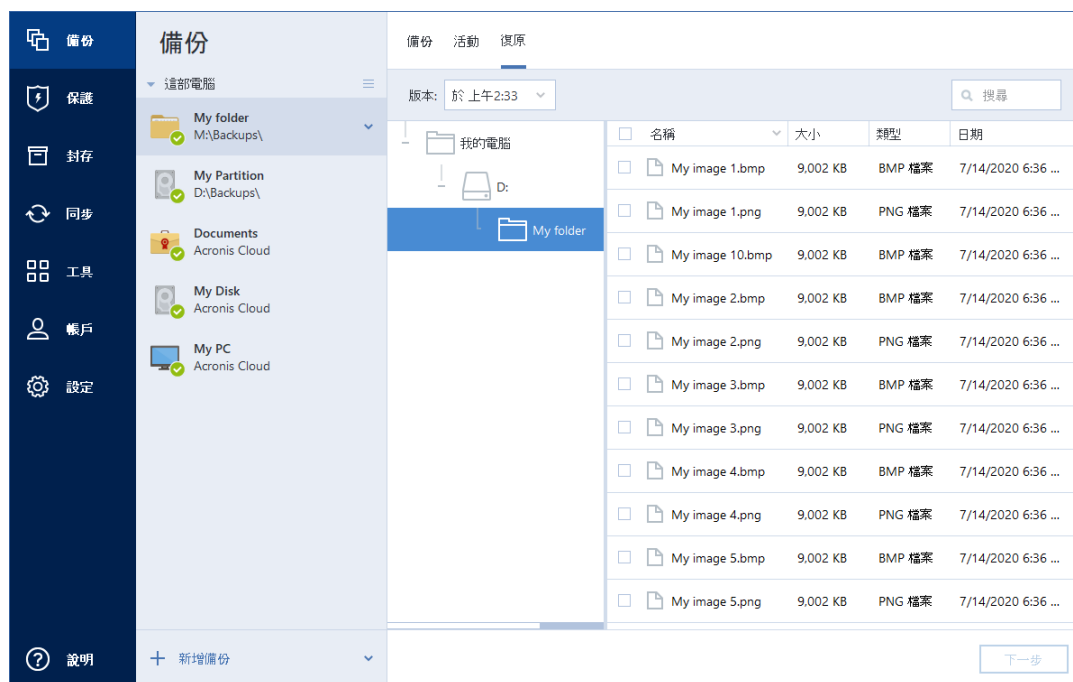 備份
保護
封存
同步
工具
帳戶
設定
說明
備份
這部電腦
My folder
M:\Backups\
My Partition
D:\Backups\
Documents
Acronis Cloud
My Disk
Acronis Cloud
My PC
Acronis Cloud
新增備份
備份 活動 復原
版本: 於 上午2:33
搜尋
我的電腦
D:
My folder
名稱 大小 類型 日期
My image 1.bmp 9,002 KB BMP 檔案 7/14/2020 6:36 ...
My image 1.png 9,002 KB PNG 檔案 7/14/2020 6:36 ...
My image 10.bmp 9,002 KB BMP 檔案 7/14/2020 6:36 ...
My image 2.bmp 9,002 KB BMP 檔案 7/14/2020 6:36 ...
My image 2.png 9,002 KB PNG 檔案 7/14/2020 6:36 ...
My image 3.bmp 9,002 KB BMP 檔案 7/14/2020 6:36 ...
My image 3.png 9,002 KB PNG 檔案 7/14/2020 6:36 ...
My image 4.bmp 9,002 KB BMP 檔案 7/14/2020 6:36 ...
My image 4.png 9,002 KB PNG 檔案 7/14/2020 6:36 ...
My image 5.bmp 9,002 KB BMP 檔案 7/14/2020 6:36 ...
My image 5.png 9,002 KB PNG 檔案 7/14/2020 6:36 ...
下一步